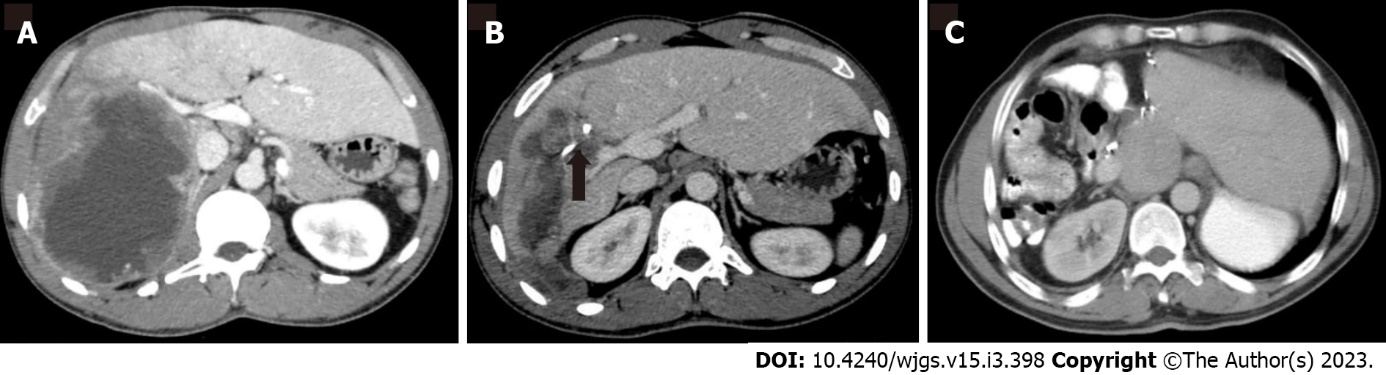 A
B
C
DOI: 10.4240/wjgs.v15.i3.398 Copyright ©The Author(s) 2023.